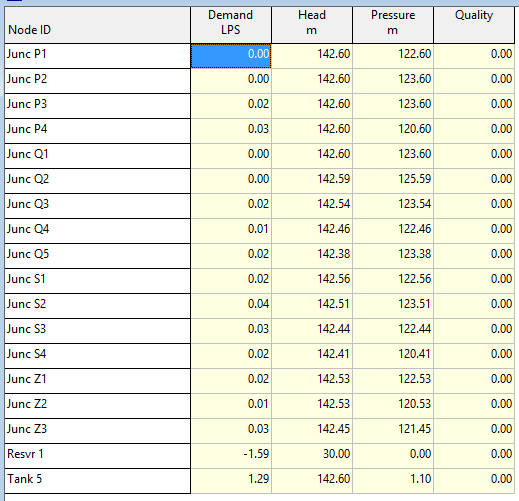 Node ID Demand LPS Head m Pressure m Quality
Junc P1 0.00 142.60 122.60 0.00
Junc P2 0.00 142.60 123.60 0.00
Junc P3 0.02 142.60 123.60 0.00
Junc P4 0.03 142.60 120.60 0.00
Junc Q1 0.00 142.60 123.60 0.00
Junc Q2 0.00 142.59 125.59 0.00
Junc Q3 0.02 142.54 123.54 0.00
Junc Q4 0.01 142.46 122.46 0.00
Junc Q5 0.02 142.38 123.38 0.00
Junc S1 0.02 142.56 122.56 0.00
Junc S2 0.04 142.51 123.51 0.00
Junc S3 0.03 142.44 122.44 0.00
Junc S4 0.02 142.41 120.41 0.00
Junc Z1 0.02 142.53 122.53 0.00
Junc Z2 0.01 142.53 120.53 0.00
Junc Z3 0.03 142.45 121.45 0.00
Resvr 1 -1.59 30.00 0.00 0.00
Tank 5 1.29 142.60 1.10 0.00